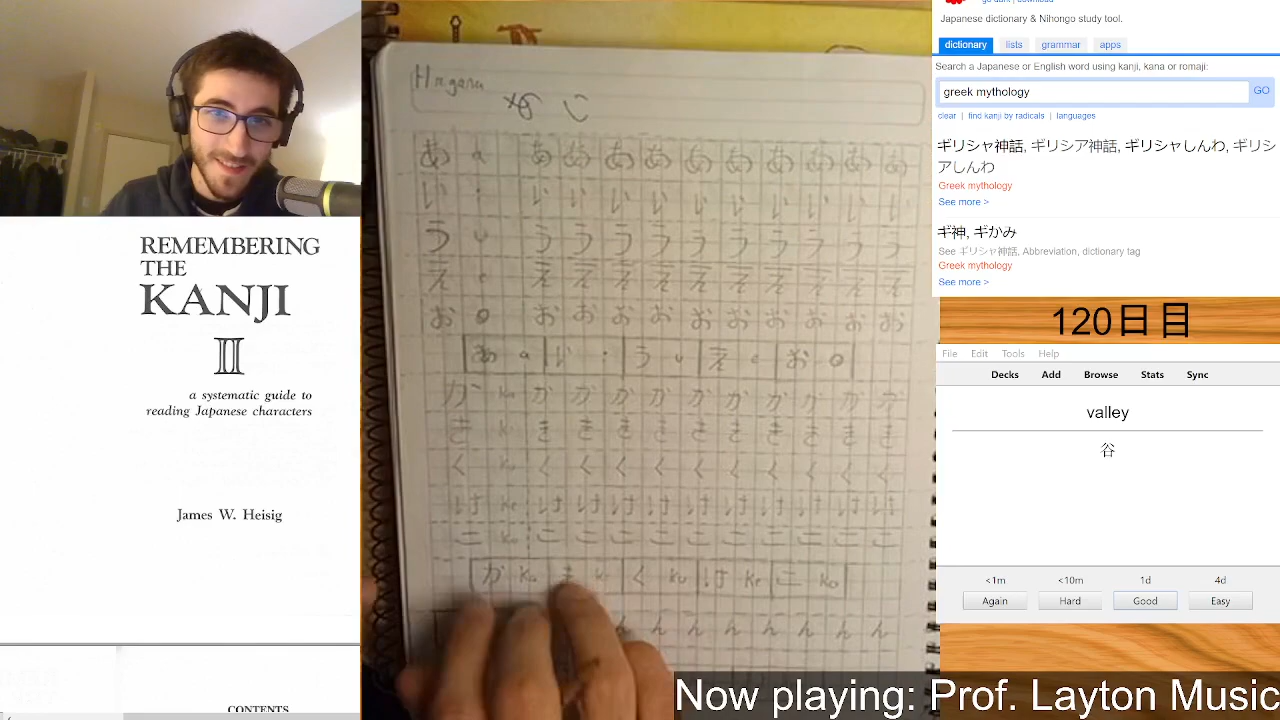 REMEMBERING
THE
KANJI
II
a systematic guide to
reading Japanese characters
James W. Heisig
CONTENTS
あ a あ あ あ あ あ あ あ あ あ あ
い い い い い い い い い い い
う u う う う う う う う う う う
え e え え え え え え え え え え
お o お お お お お お お お お お
あ a い う u え e お o
か ka か か か か か か か か か か
き き き き き き き き き き き
く く く く く く く く く く く
け ke け け け け け け け け け け
こ こ こ こ こ こ こ こ こ こ こ
か ka き く ku け ke こ ko
ん ん ん ん ん ん ん ん
Japanese dictionary & Nihongo study tool.
dictionary lists grammar apps
Search a Japanese or English word using kanji, kana or romaji:
greek mythology GO
clear | find kanji by radicals | languages
ギリシャ神話, ギリシア神話, ギリシャしんわ, ギリシ
アしんわ
Greek mythology
See more >
ギ神, ギかみ
See ギリシャ神話, Abbreviation, dictionary tag
Greek mythology
See more >
120日目
File Edit Tools Help
Decks Add Browse Stats Sync
valley
谷
<1m <10m 1d 4d
Again Hard Good Easy
Now playing: Prof. Layton Music